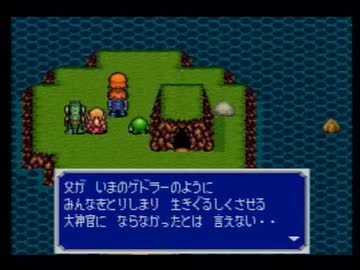 父が いまのゲドラーのように
みんなをとりしまり 生きぐるしくさせる
大神官に ならなかったとは 言えない・・